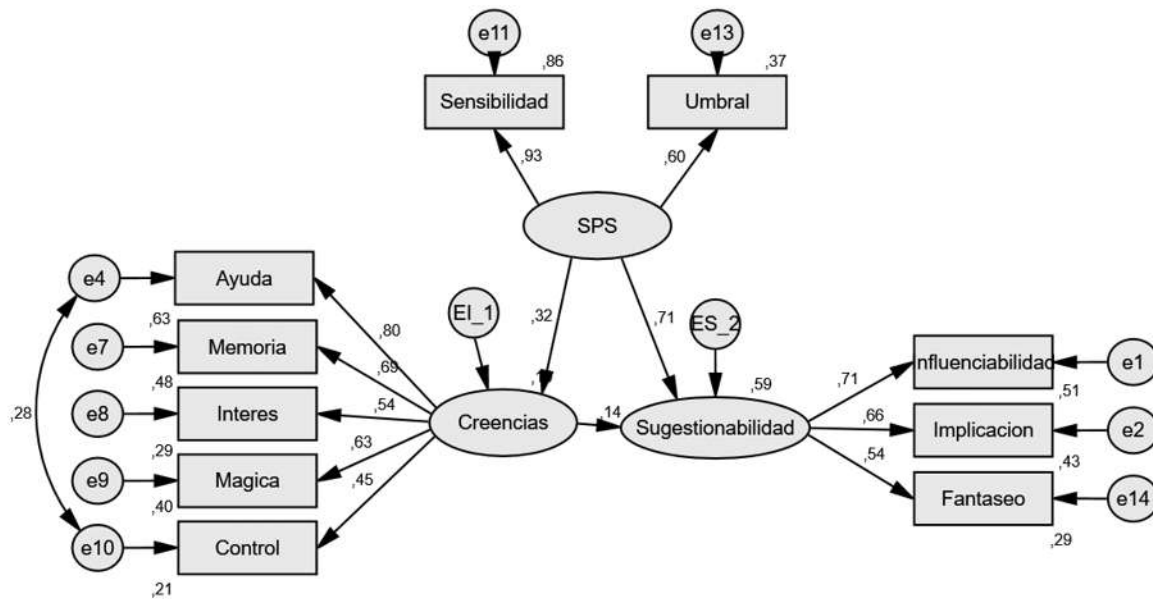 e11
e13
,86
,37
Sensibilidad
Umbral
,93
,60
SPS
e4
Ayuda
EI_1
ES_2
,32
,71
,63
,80
e7
Memoria
,69
,59
,71
nfluenciabilidad
e1
,48
,51
,28
e8
Interes
,54
Creencias
,14
Sugestionabilidad
,66
Implicacion
e2
,29
,63
,54
,43
e9
Magica
,45
Fantaseo
e14
,40
,29
e10
Control
,21